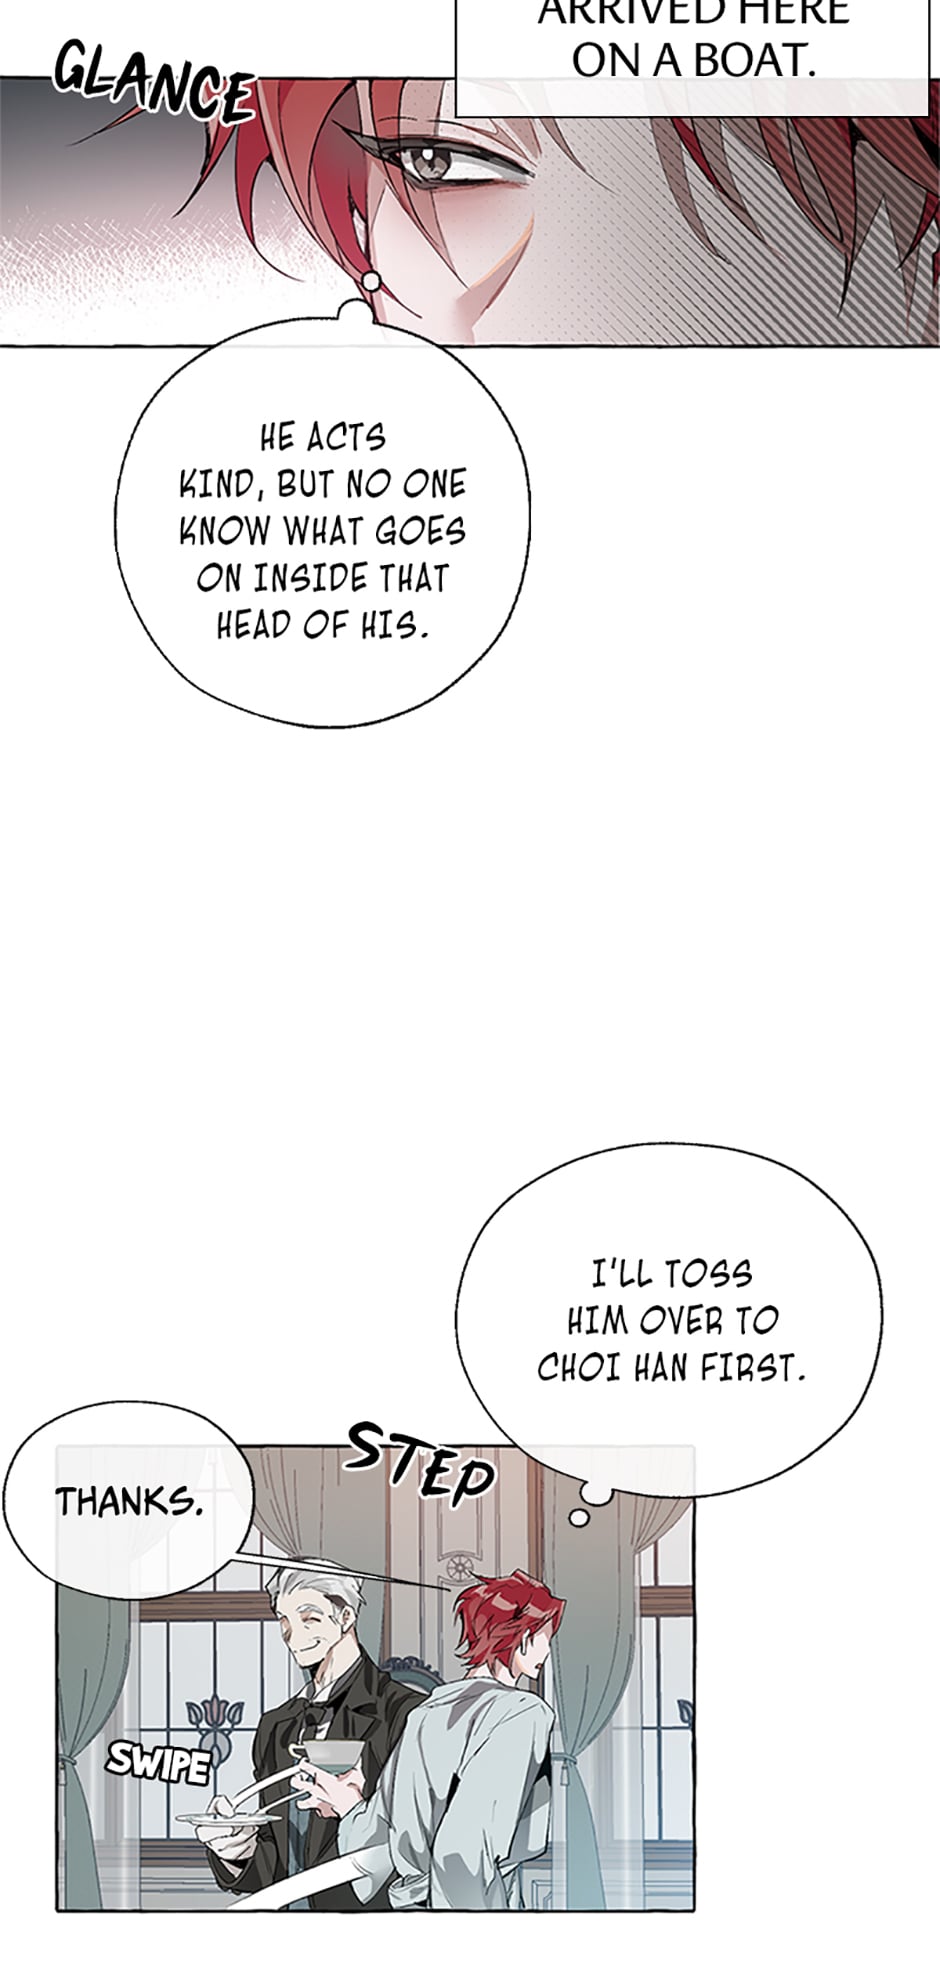 ARRIVED HERE
ON A BOAT.
GLANCE
HE ACTS
KIND, BUT NO ONE
KNOW WHAT GOES
ON INSIDE THAT
HEAD OF HIS.
I'LL TOSS
HIM OVER TO
CHOI HAN FIRST.
STEP
THANKS.
SWIPE